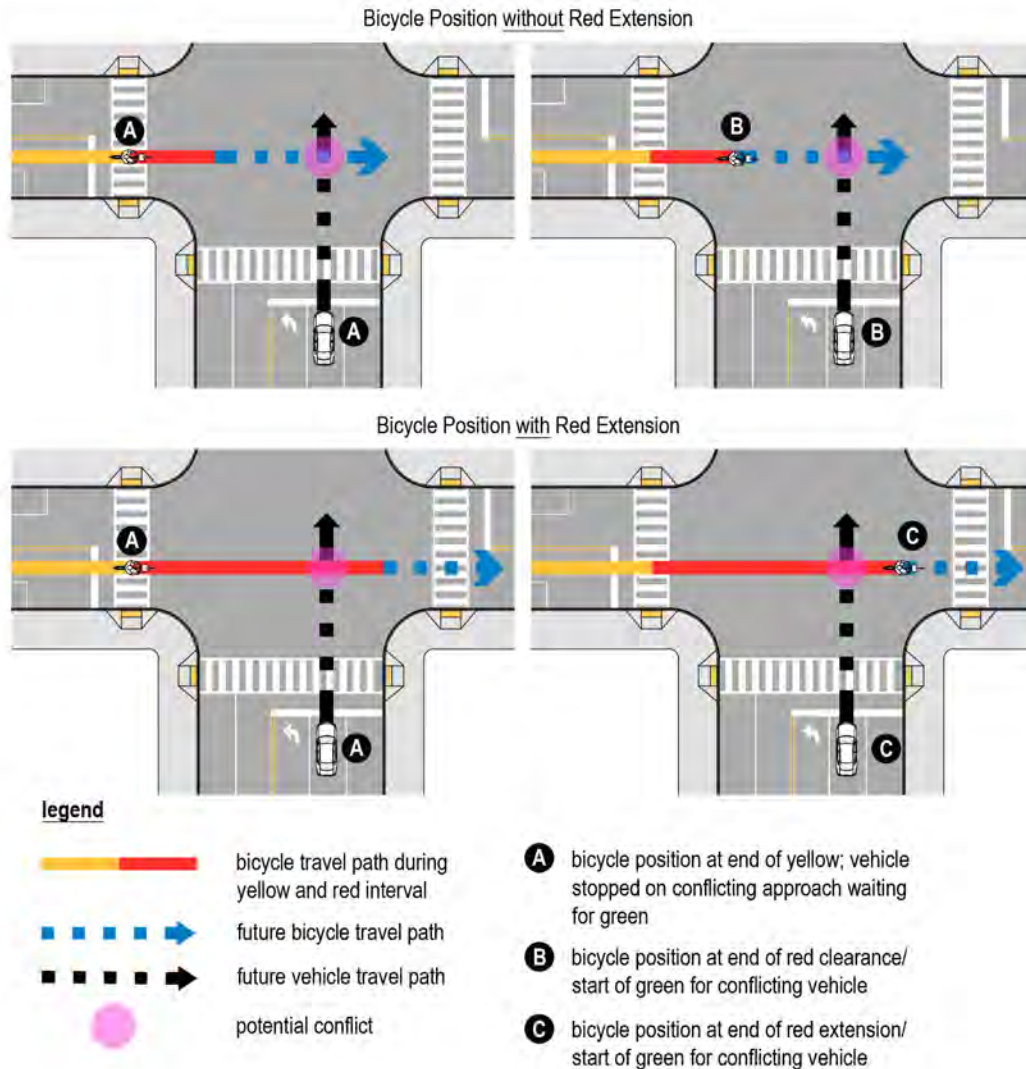 Bicycle Position without Red Extension
A
B
A
B
Bicycle Position with Red Extension
A
C
A
C
legend
bicycle travel path during
yellow and red interval
future bicycle travel path
future vehicle travel path
potential conflict
A bicycle position at end of yellow; vehicle
stopped on conflicting approach waiting
for green
B bicycle position at end of red clearance/
start of green for conflicting vehicle
C bicycle position at end of red extension/
start of green for conflicting vehicle